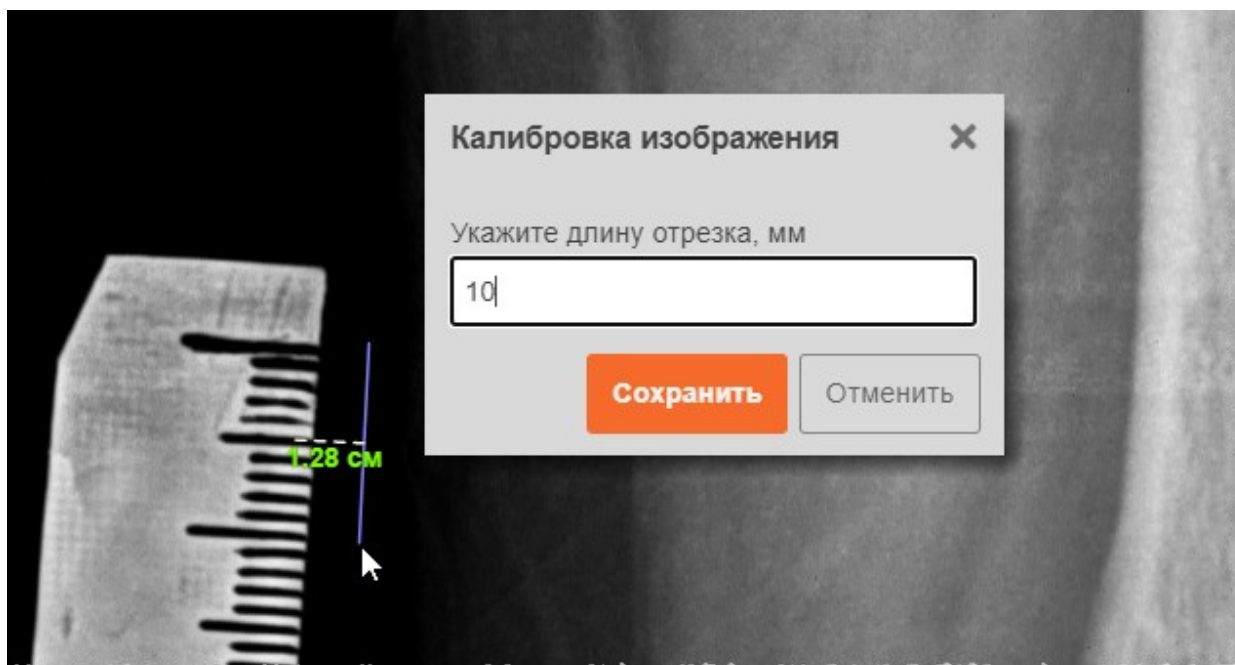 Калибровка изображения
Укажите длину отрезка, мм
10
Сохранить
Отменить
1.28 см